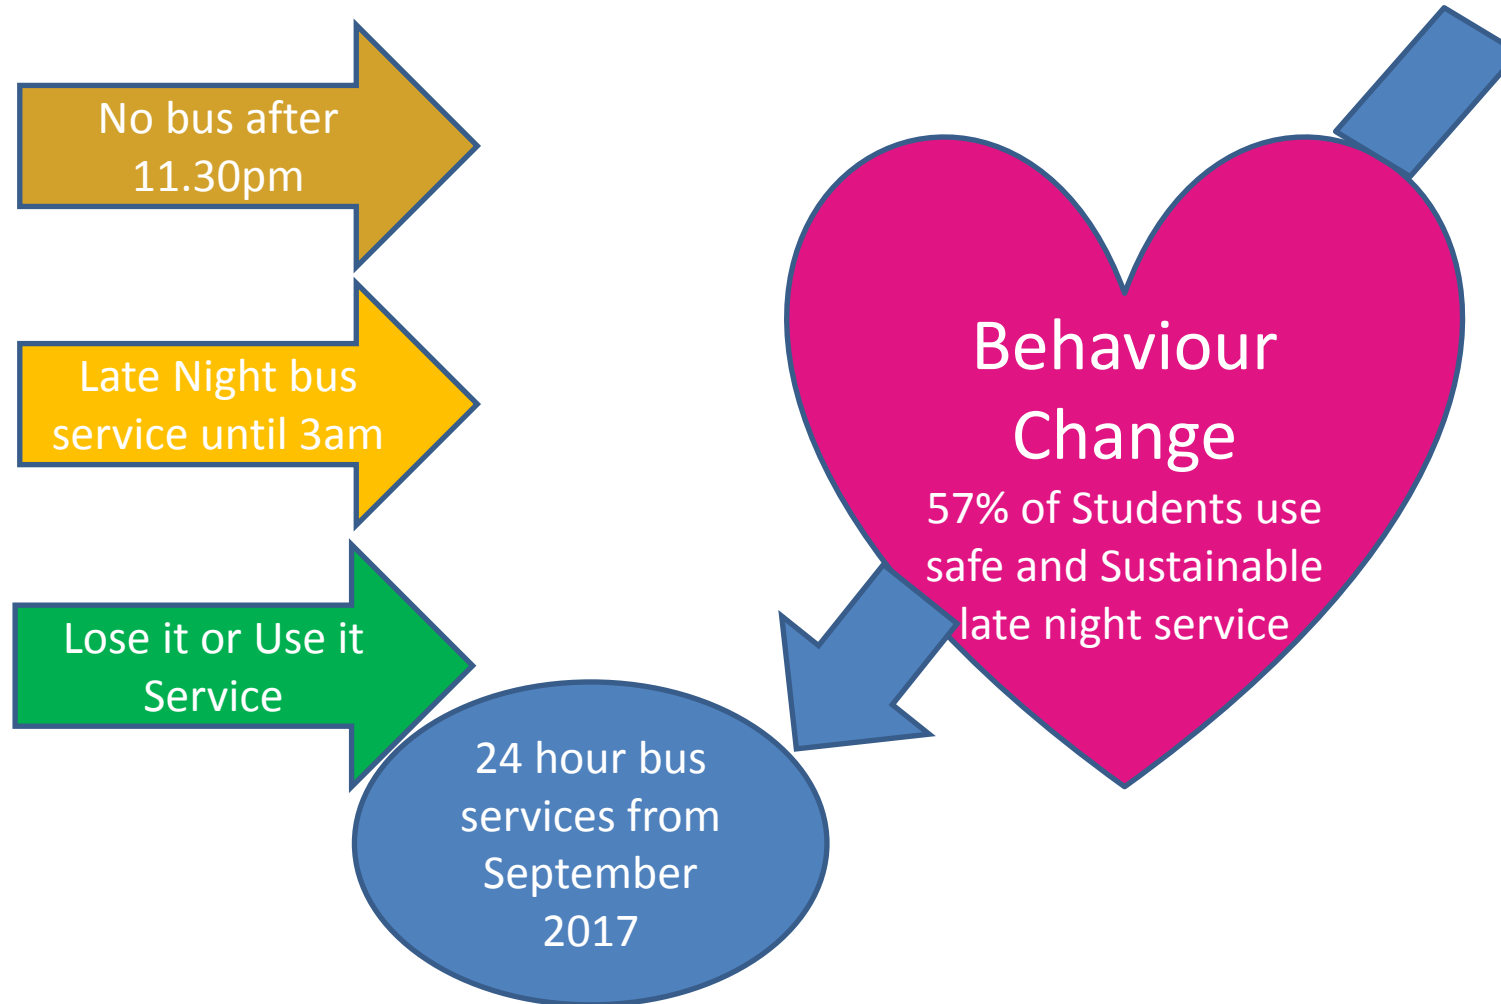 No bus after
11.30pm
Late Night bus
service until 3am
Lose it or Use it
Service
24 hour bus
services from
September
2017
Behaviour
Change
57% of Students use
safe and Sustainable
late night service